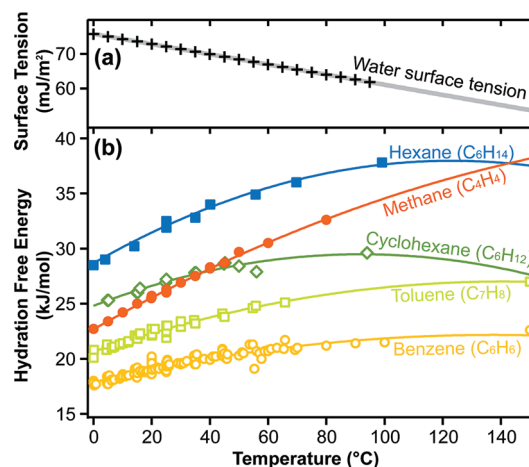 Surface Tension
(mJ/m²)
70
60
(a)
Water surface tension
Hydration Free Energy
(kJ/mol)
40
35
30
25
20
15
(b)
Hexane (C₆H₁₄)
Methane (C₄H₄)
Cyclohexane (C₆H₁₂)
Toluene (C₇H₈)
Benzene (C₆H₆)
0 20 40 60 80 100 120 140
Temperature (°C)